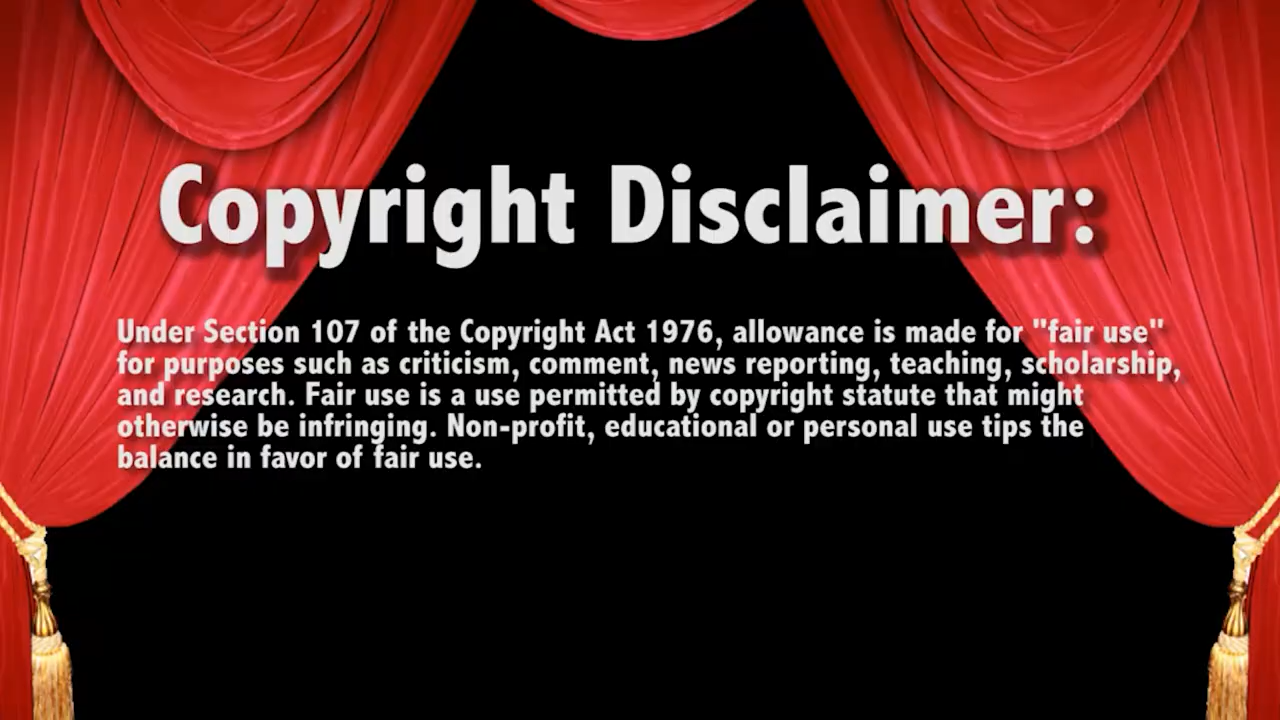 Copyright Disclaimer:
Under Section 107 of the Copyright Act 1976, allowance is made for "fair use"
for purposes such as criticism, comment, news reporting, teaching, scholarship,
and research. Fair use is a use permitted by copyright statute that might
otherwise be infringing. Non-profit, educational or personal use tips the
balance in favor of fair use.